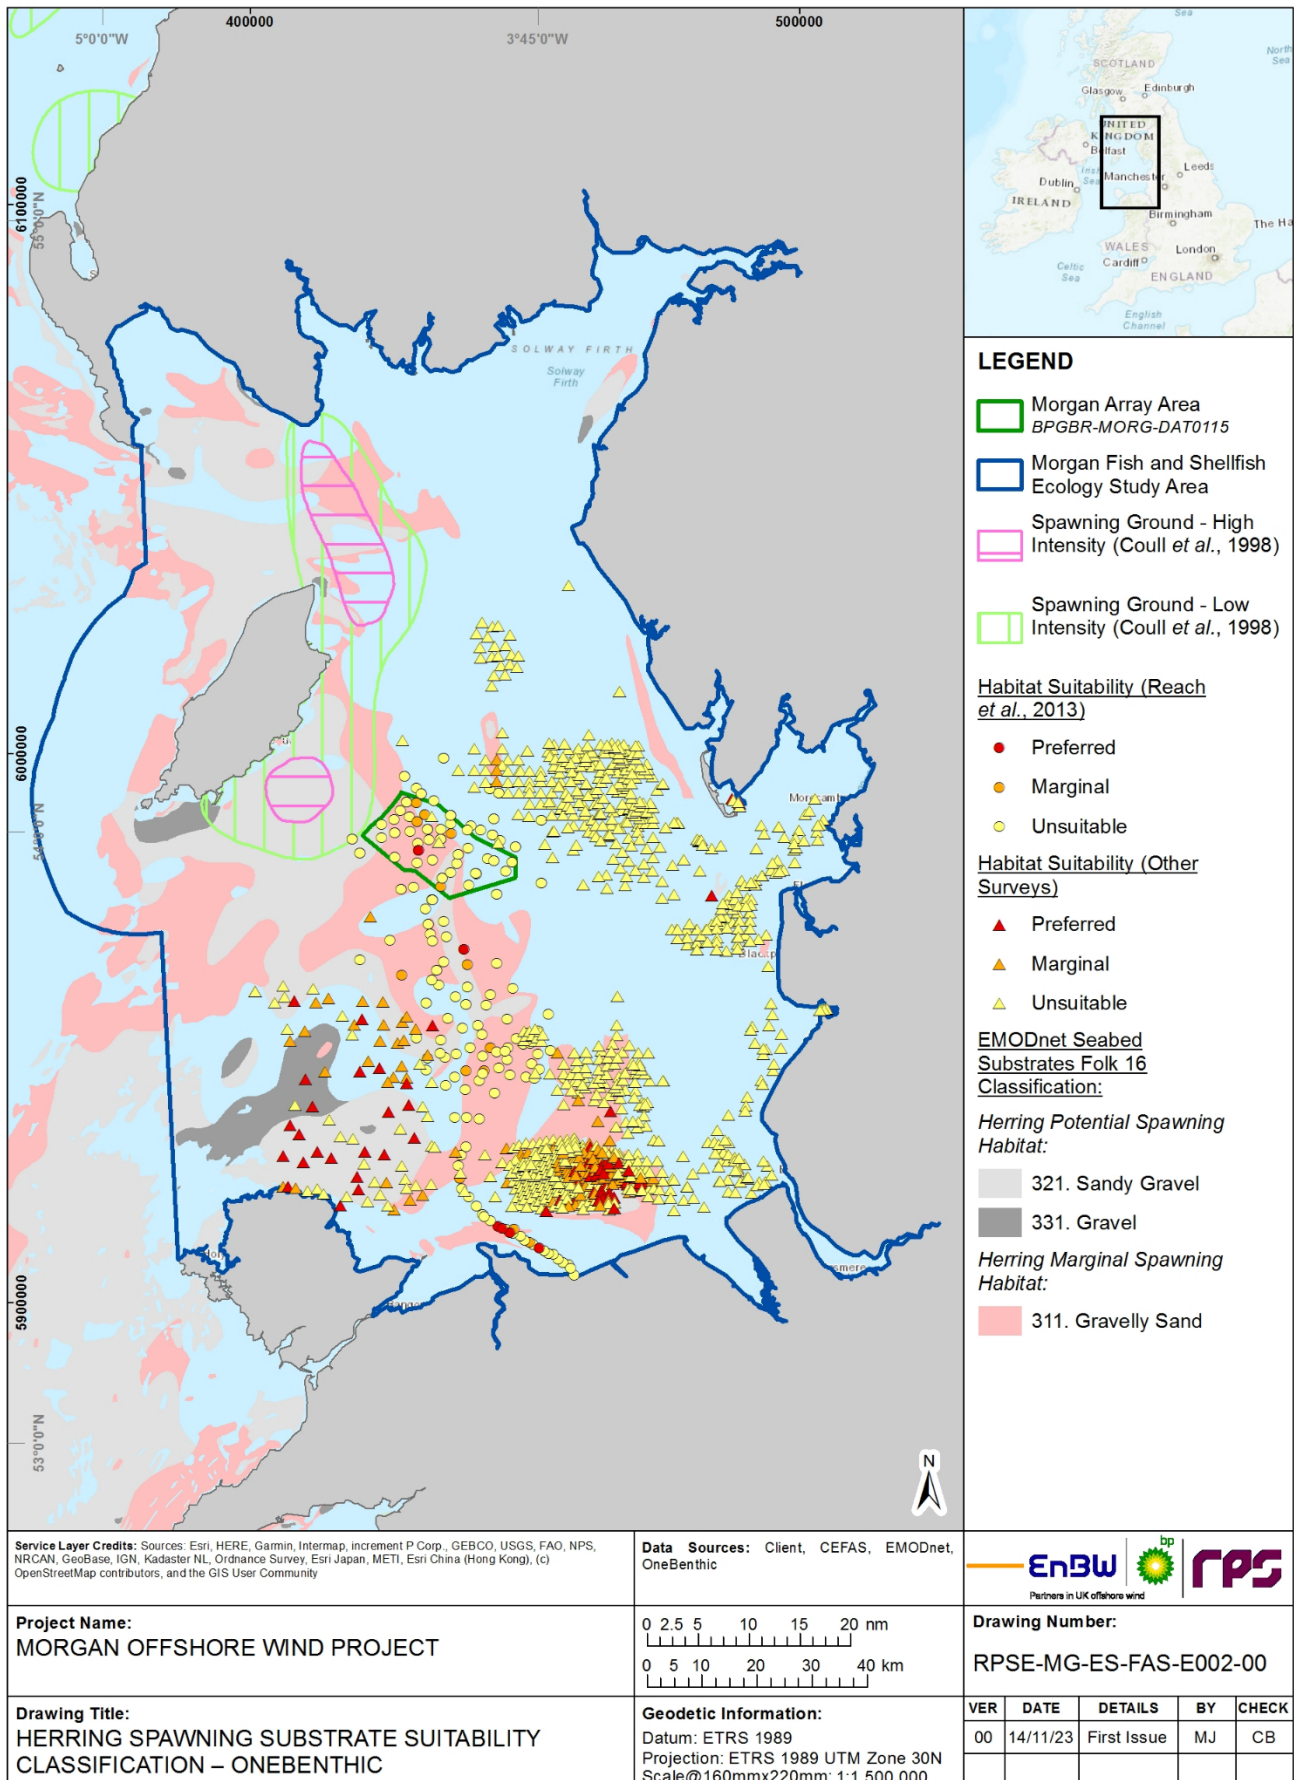 400000
500000
5°0'0"W
3°45'0"W
6100000
55°0'0"N
6000000
54°0'0"N
5900000
53°0'0"N
SOLWAY FIRTH
Solway
Firth
N
Sea
North
Sea
SCOTLAND
Glasgow
Edinburgh
UNITED
KINGDOM
Belfast
Leeds
Dublin
Manchester
IRELAND
Birmingham
The Ha
WALES
London
Cardiff
ENGLAND
Celtic
Sea
English
Channel
LEGEND
Morgan Array Area
BPGBR-MORG-DAT0115
Morgan Fish and Shellfish
Ecology Study Area
Spawning Ground - High
Intensity (Coull et al., 1998)
Spawning Ground - Low
Intensity (Coull et al., 1998)
Habitat Suitability (Reach
et al., 2013)
Preferred
Marginal
Unsuitable
Habitat Suitability (Other
Surveys)
Preferred
Marginal
Unsuitable
EMODnet Seabed
Substrates Folk 16
Classification:
Herring Potential Spawning
Habitat:
321. Sandy Gravel
331. Gravel
Herring Marginal Spawning
Habitat:
311. Gravelly Sand
Service Layer Credits: Sources: Esri, HERE, Garmin, Intermap, increment P Corp., GEBCO, USGS, FAO, NPS,
NRCAN, GeoBase, IGN, Kadaster NL, Ordnance Survey, Esri Japan, METI, Esri China (Hong Kong), (c)
OpenStreetMap contributors, and the GIS User Community
Data Sources: Client, CEFAS, EMODnet,
OneBenthic
EnBW
bp
rps
Partners in UK offshore wind
Project Name:
MORGAN OFFSHORE WIND PROJECT
0 2.5 5 10 15 20 nm
0 5 10 20 30 40 km
Drawing Number:
RPSE-MG-ES-FAS-E002-00
Drawing Title:
HERRING SPAWNING SUBSTRATE SUITABILITY
CLASSIFICATION – ONEBENTHIC
Geodetic Information:
Datum: ETRS 1989
Projection: ETRS 1989 UTM Zone 30N
Scale@160mmx220mm: 1:1,500,000
VER DATE DETAILS BY CHECK
00 14/11/23 First Issue MJ CB